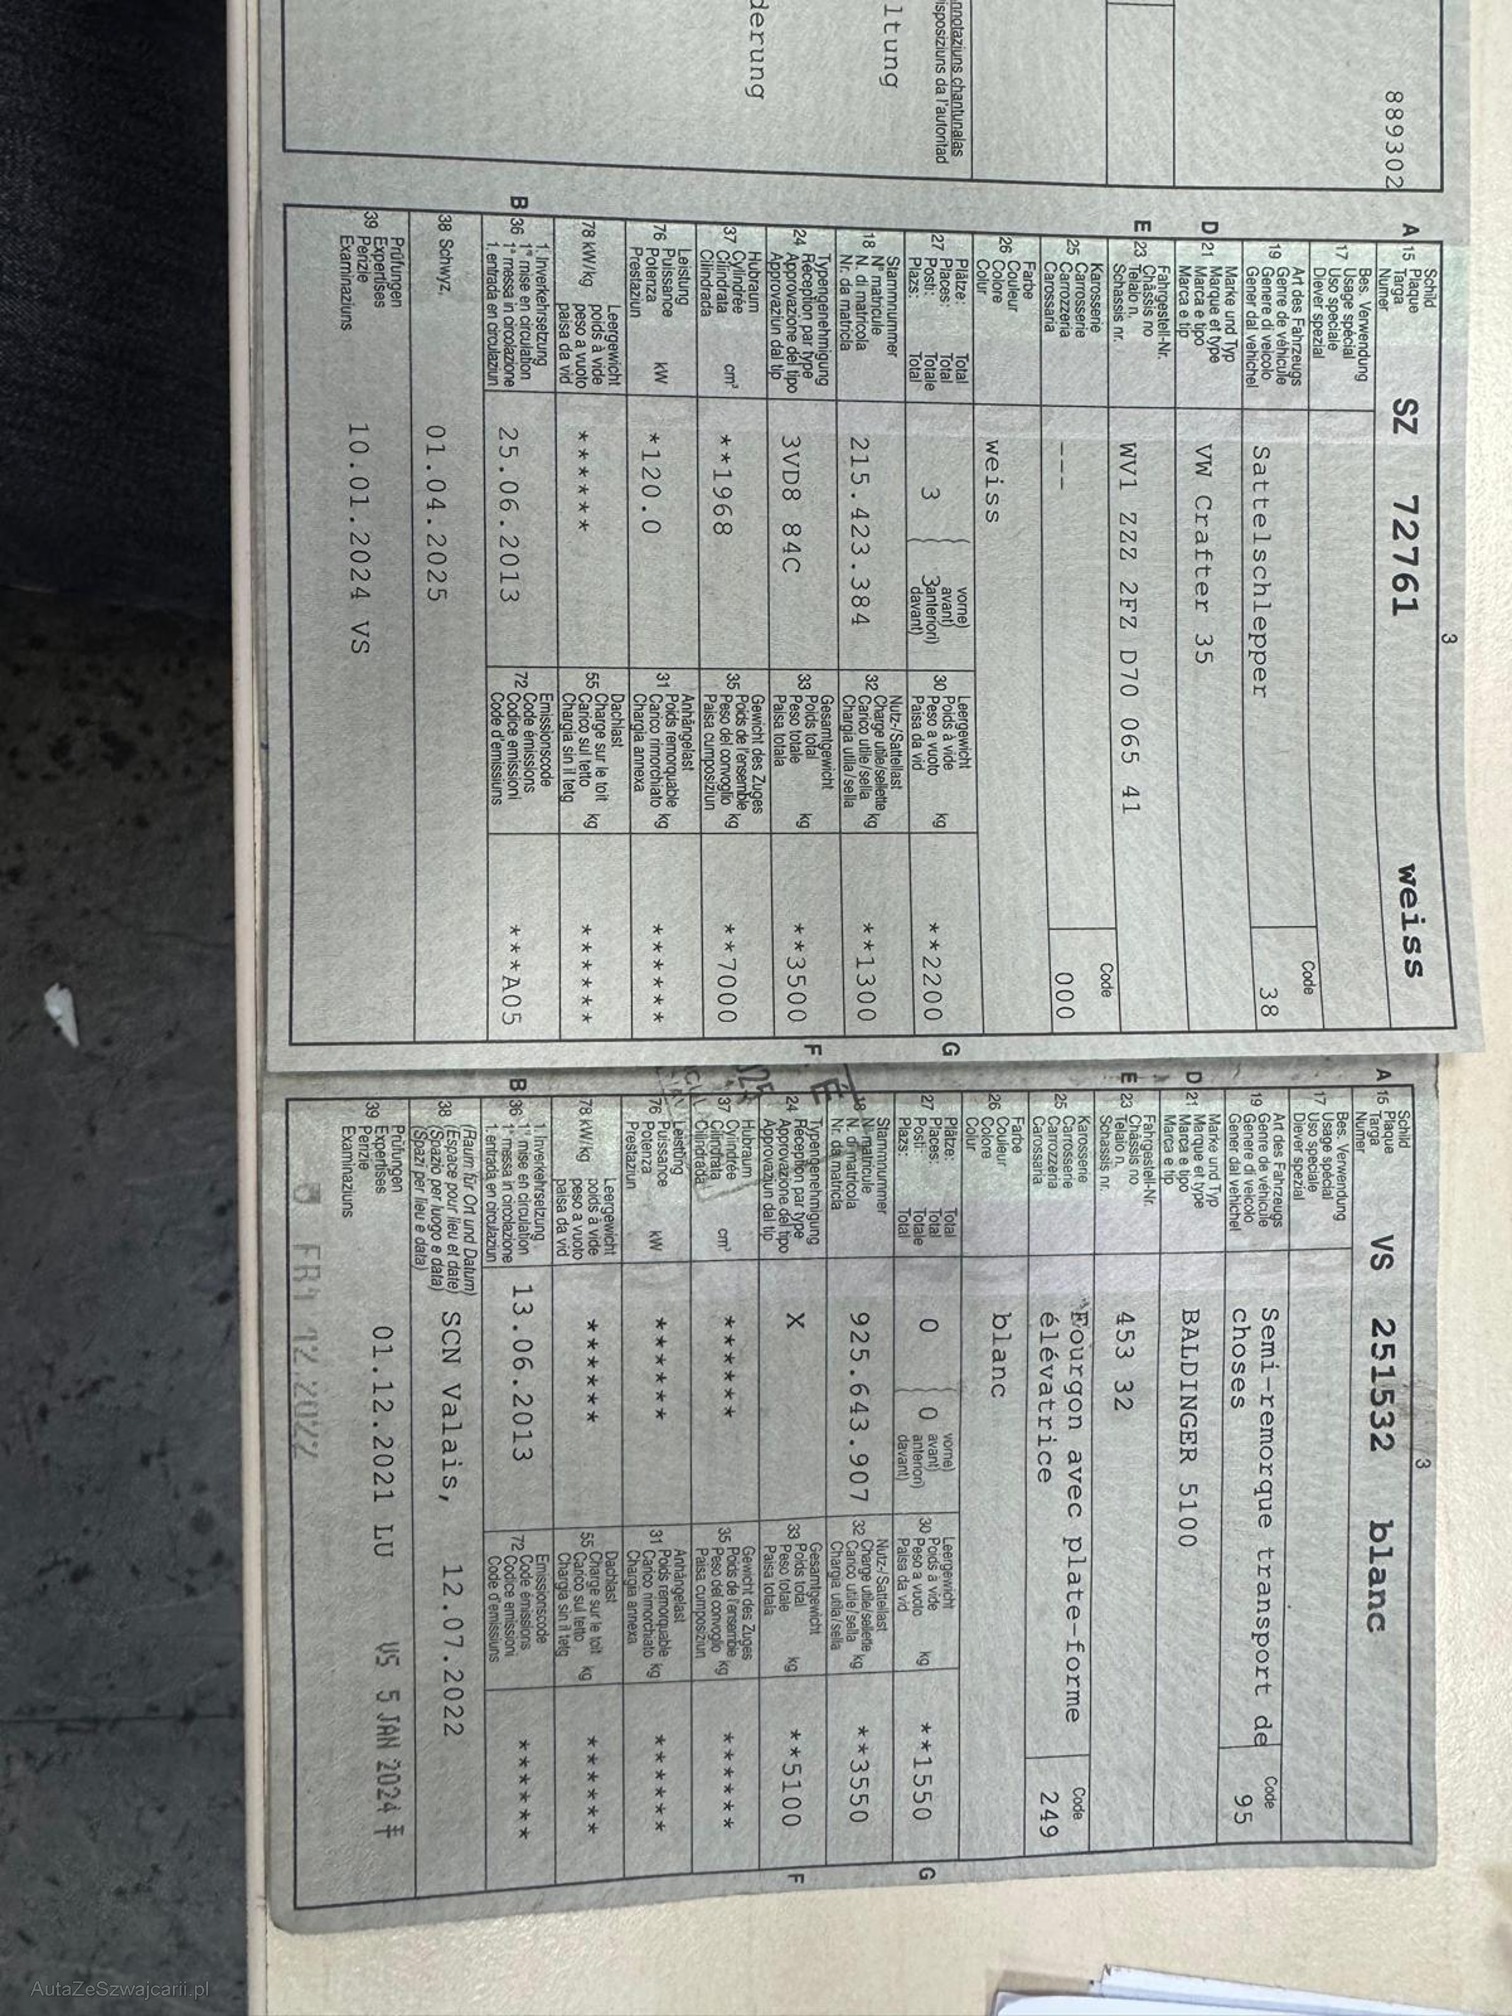 889302
ltung
derung
nnotaziuns chantunalas
isposiziuns da l'autoritad
3
A 15 Schild
Plaque
Targa
Numer
SZ 72761 weiss
17 Bes. Verwendung
Usage spécial
Uso speciale
Diever spezial
19 Art des Fahrzeugs
Genre de véhicule
Genere di veicolo
Gener dal vehichel
Sattelschlepper
Code
38
D 21 Marke und Typ
Marque et type
Marca e tipo
Marca e tip
VW Crafter 35
E 23 Fahrgestell-Nr.
Châssis no
Telaio n.
Schassis nr.
WV1 ZZZ 2FZ D70 065 41
25 Karosserie
Carrosserie
Carrozzeria
Carossaria
---
Code
000
26 Farbe
Couleur
Colore
Colur
weiss
27 Plätze: Total
Places: Total
Posti: Totale
Plazs: Total
3
3
vorne)
avant)
anteriori)
davant)
30 Leergewicht
Poids à vide
Peso a vuoto
Paisa da vid
kg
**2200
G
18 Stammnummer
N° matricule
N. di matricola
Nr. da matricla
215.423.384
32 Nutz-/Sattellast
Charge utile/sellette
Carico utile/sella
Chargia utila/sella
kg
**1300
24 Typengenehmigung
Réception par type
Approvazione del tipo
Approvaziun dal tip
3VD8 84C
33 Gesamtgewicht
Poids total
Peso totale
Paisa totala
kg
**3500
F
37 Hubraum
Cylindrée
Cilindrata
Cilindrada
cm³
**1968
35 Gewicht des Zuges
Poids de l'ensemble
Peso del convoglio
Paisa cumposiziun
kg
**7000
76 Leistung
Puissance
Potenza
Prestaziun
kW
*120.0
31 Anhängelast
Poids remorquable
Carico rimorchiato
Chargia annexa
kg
******
78 kW/kg
Leergewicht
poids à vide
peso a vuoto
paisa da vid
******
55 Dachlast
Charge sur le toit
Carico sul tetto
Chargia sin il tetg
kg
******
B 36 1. Inverkehrsetzung
1re mise en circulation
1a messa in circolazione
1. entrada en circulaziun
25.06.2013
72 Emissionscode
Code émissions
Codice emissioni
Code d'emissiuns
***A05
38 Schwyz,
01.04.2025
39 Prüfungen
Expertises
Perizie
Examinaziuns
10.01.2024 VS
3
A 15 Schild
Plaque
Targa
Numer
VS 251532 blanc
17 Bes. Verwendung
Usage spécial
Uso speciale
Diever spezial
19 Art des Fahrzeugs
Genre de véhicule
Genere di veicolo
Gener dal vehichel
Semi-remorque transport de
choses
Code
95
D 21 Marke und Typ
Marque et type
Marca e tipo
Marca e tip
BALDINGER 5100
E 23 Fahrgestell-Nr.
Châssis no
Telaio n.
Schassis nr.
453 32
25 Karosserie
Carrosserie
Carrozzeria
Carossaria
Fourgon avec plate-forme
élévatrice
Code
249
26 Farbe
Couleur
Colore
Colur
blanc
27 Plätze: Total
Places: Total
Posti: Totale
Plazs: Total
0
0
vorne)
avant)
anteriori)
davant)
30 Leergewicht
Poids à vide
Peso a vuoto
Paisa da vid
kg
**1550
G
18 Stammnummer
N° matricule
N. di matricola
Nr. da matricla
925.643.907
32 Nutz-/Sattellast
Charge utile/sellette
Carico utile/sella
Chargia utila/sella
kg
**3550
24 Typengenehmigung
Réception par type
Approvazione del tipo
Approvaziun dal tip
X
33 Gesamtgewicht
Poids total
Peso totale
Paisa totala
kg
**5100
F
37 Hubraum
Cylindrée
Cilindrata
Cilindrada
cm³
******
35 Gewicht des Zuges
Poids de l'ensemble
Peso del convoglio
Paisa cumposiziun
kg
******
76 Leistung
Puissance
Potenza
Prestaziun
kW
******
31 Anhängelast
Poids remorquable
Carico rimorchiato
Chargia annexa
kg
******
78 kW/kg
Leergewicht
poids à vide
peso a vuoto
paisa da vid
******
55 Dachlast
Charge sur le toit
Carico sul tetto
Chargia sin il tetg
kg
******
B 36 1. Inverkehrsetzung
1re mise en circulation
1a messa in circolazione
1. entrada en circulaziun
13.06.2013
72 Emissionscode
Code émissions
Codice emissioni
Code d'emissiuns
******
38 (Raum für Ort und Datum)
(Espace pour lieu et date)
(Spazio per luogo e data)
(Spazi per lieu e data)
SCN Valais, 12.07.2022
39 Prüfungen
Expertises
Perizie
Examinaziuns
01.12.2021 LU VS 5 JAN 2024
12.2022
AutaZeSzwajcarii.pl